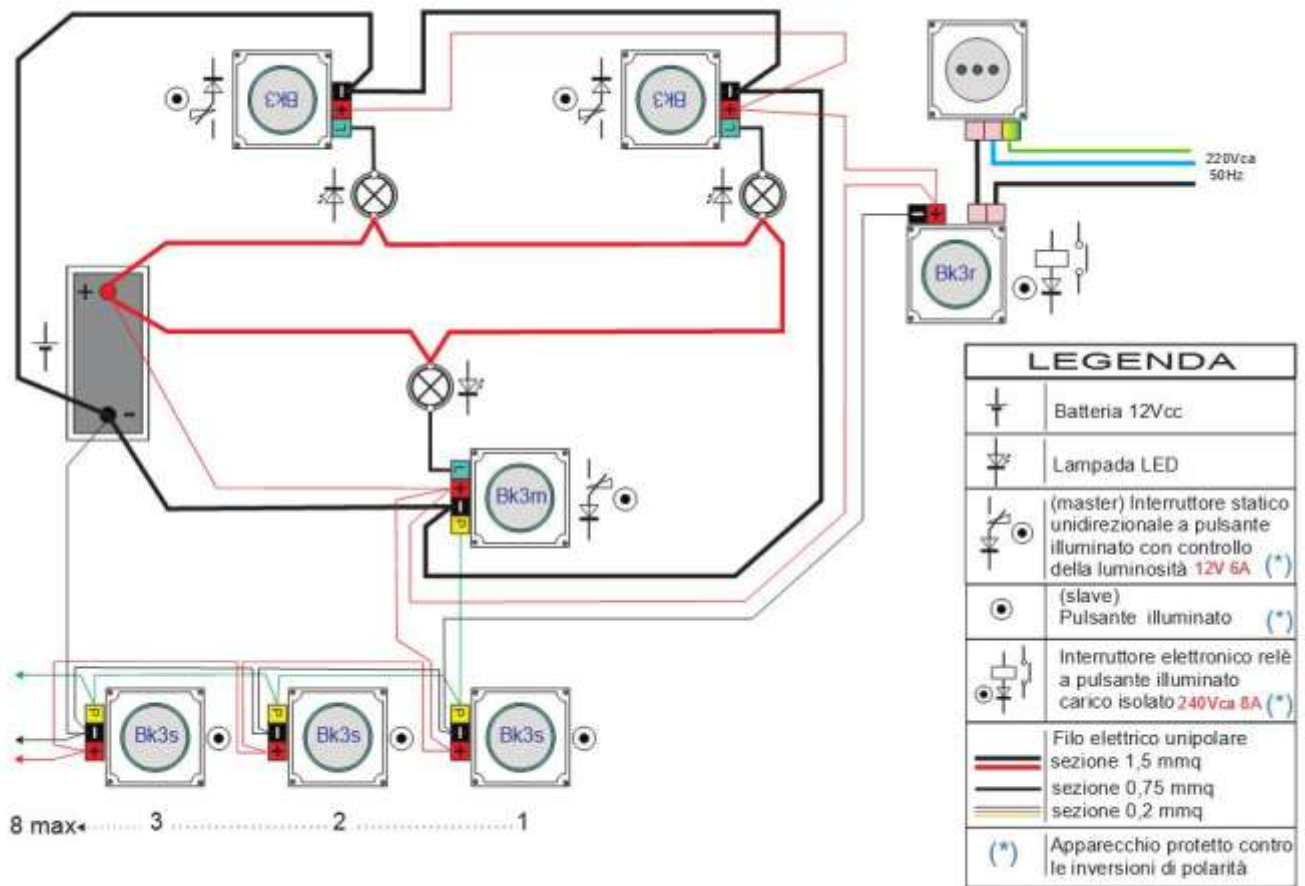 Bk3
Bk3
220Vca
50Hz
L
L
+
+
+
+
Bk3r
+
-
LEGENDA
Batteria 12Vcc
Lampada LED
(master) Interruttore statico
unidirezionale a pulsante
illuminato con controllo
della luminosità 12V 6A (*)
(slave)
Pulsante illuminato (*)
Interruttore elettronico relè
a pulsante illuminato
carico isolato 240Vca 8A (*)
Filo elettrico unipolare
sezione 1,5 mmq
sezione 0,75 mmq
sezione 0,2 mmq
(*) Apparecchio protetto contro
le inversioni di polarità
L
+
P
Bk3m
P
+
Bk3s
P
+
Bk3s
P
+
Bk3s
8 max 3 2 1